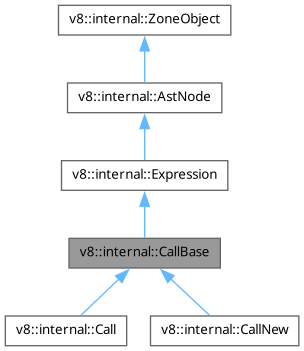 v8::internal::ZoneObject
v8::internal::AstNode
v8::internal::Expression
v8::internal::CallBase
v8::internal::Call
v8::internal::CallNew